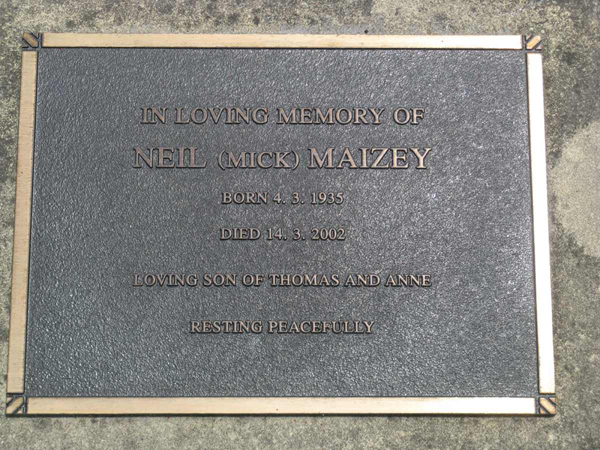 IN LOVING MEMORY OF
NEIL (MICK) MAIZEY
BORN 4. 3. 1935
DIED 14. 3. 2002
LOVING SON OF THOMAS AND ANNE
RESTING PEACEFULLY